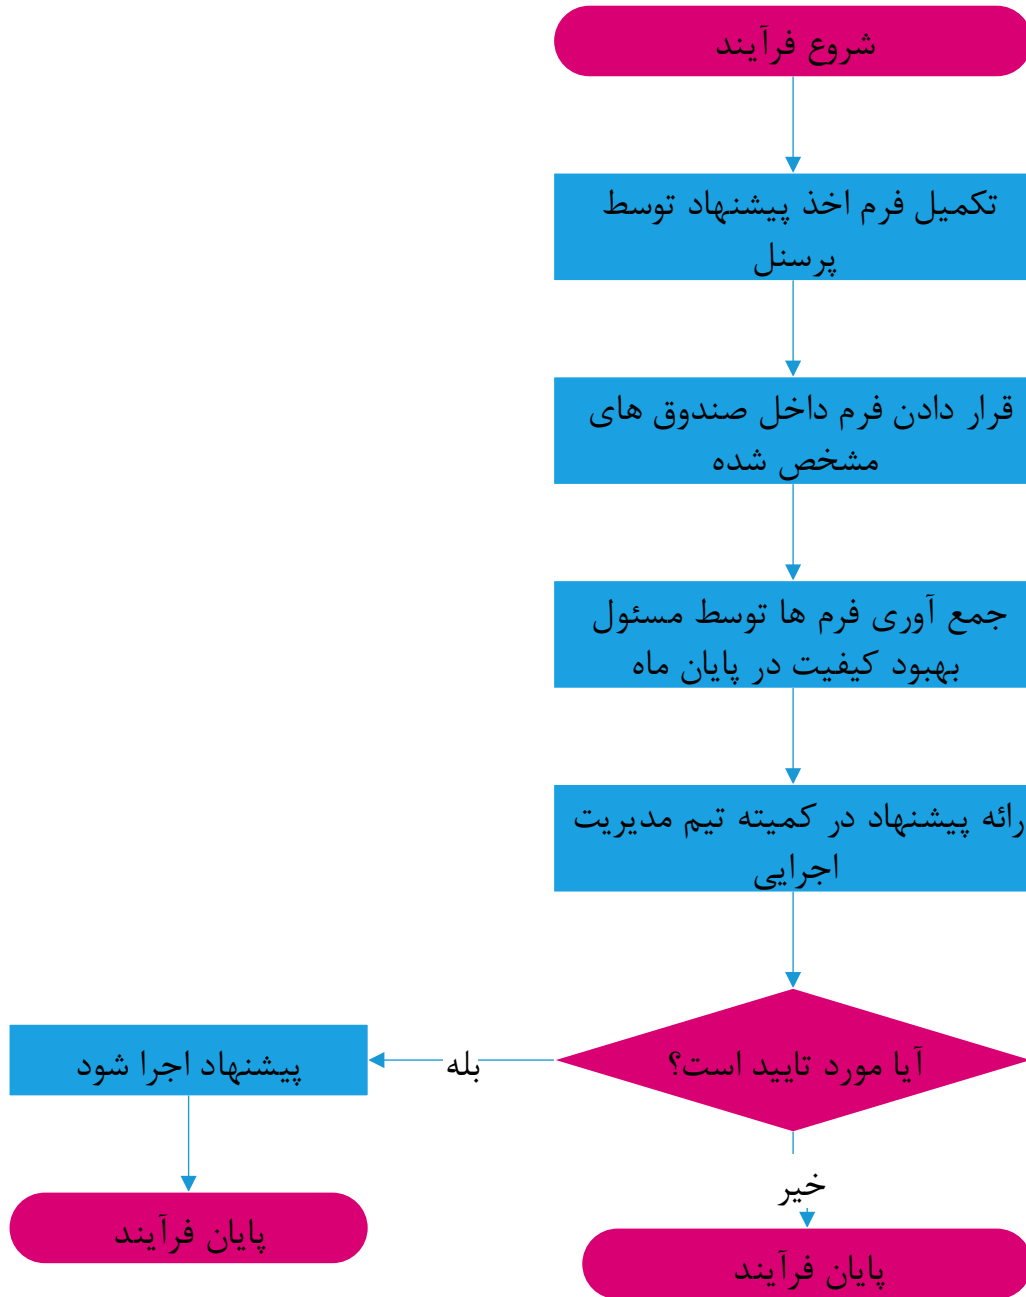 شروع فرآیند
تکمیل فرم اخذ پیشنهاد توسط
پرسنل
قرار دادن فرم داخل صندوق های
مشخص شده
جمع آوری فرم ها توسط مسئول
بهبود کیفیت در پایان ماه
رائه پیشنهاد در کمیته تیم مدیریت
اجرایی
آیا مورد تایید است؟
بله
پیشنهاد اجرا شود
خیر
پایان فرآیند
پایان فرآیند